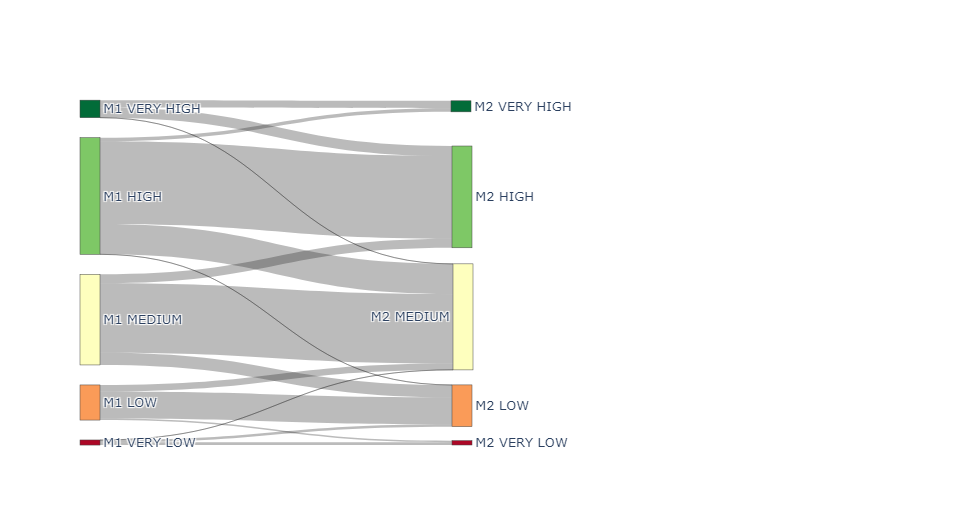 M1 VERY HIGH
M2 VERY HIGH
M1 HIGH
M2 HIGH
M1 MEDIUM
M2 MEDIUM
M1 LOW
M2 LOW
M1 VERY LOW
M2 VERY LOW